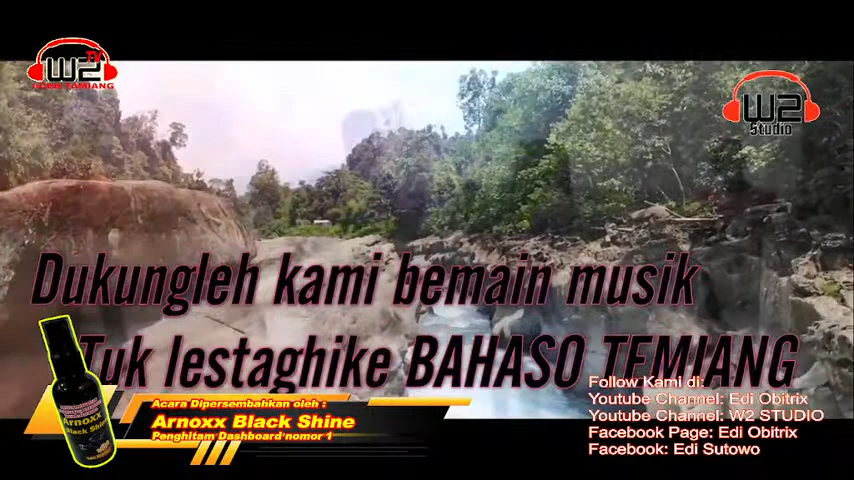 W2 TV
ACEH TAMIANG
W2
Studio
Dukungleh kami bemain musik
Tuk lestaghike BAHASO TEMIANG
Arnoxx
Black Shine
Acara Dipersembahkan oleh :
Arnoxx Black Shine
Penghitam Dashboard nomor 1
Follow Kami di:
Youtube Channel: Edi Obitrix
Youtube Channel: W2 STUDIO
Facebook Page: Edi Obitrix
Facebook: Edi Sutowo